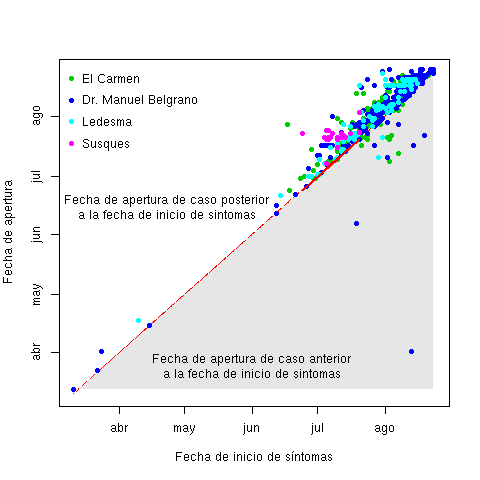 El Carmen
Dr. Manuel Belgrano
Ledesma
Susques
ago
jul
jun
may
abr
Fecha de apertura
Fecha de apertura de caso posterior
a la fecha de inicio de sintomas
Fecha de apertura de caso anterior
a la fecha de inicio de sintomas
abr may jun jul ago
Fecha de inicio de síntomas